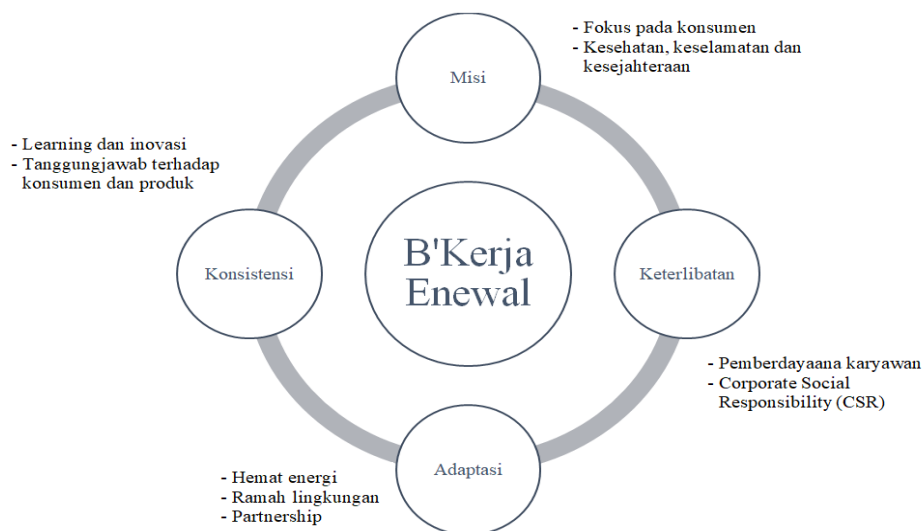 - Fokus pada konsumen
- Kesehatan, keselamatan dan
kesejahteraan
Misi
- Learning dan inovasi
- Tanggungjawab terhadap
konsumen dan produk
Konsistensi
B'Kerja
Enewal
Keterlibatan
- Pemberdayaana karyawan
- Corporate Social
Responsibility (CSR)
Adaptasi
- Hemat energi
- Ramah lingkungan
- Partnership